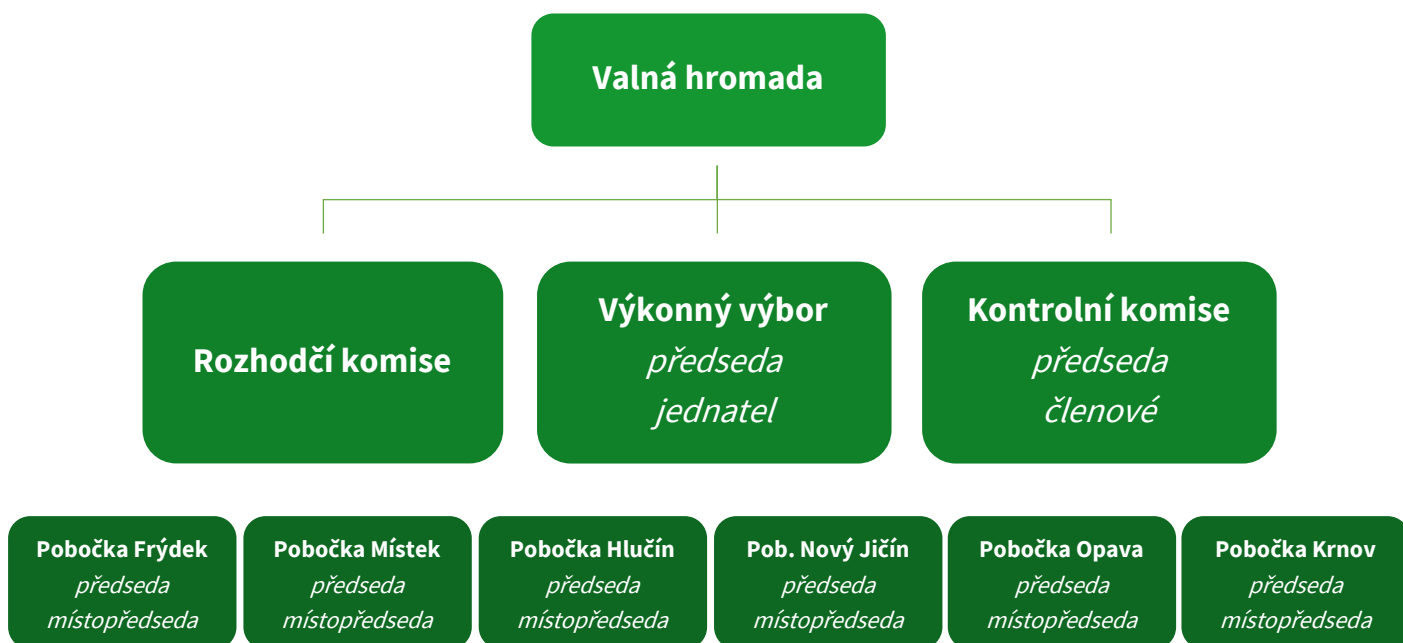 Valná hromada
Rozhodčí komise
Výkonný výbor
předseda
jednatel
Kontrolní komise
předseda
členové
Pobočka Frýdek
předseda
místopředseda
Pobočka Místek
předseda
místopředseda
Pobočka Hlučín
předseda
místopředseda
Pob. Nový Jičín
předseda
místopředseda
Pobočka Opava
předseda
místopředseda
Pobočka Krnov
předseda
místopředseda